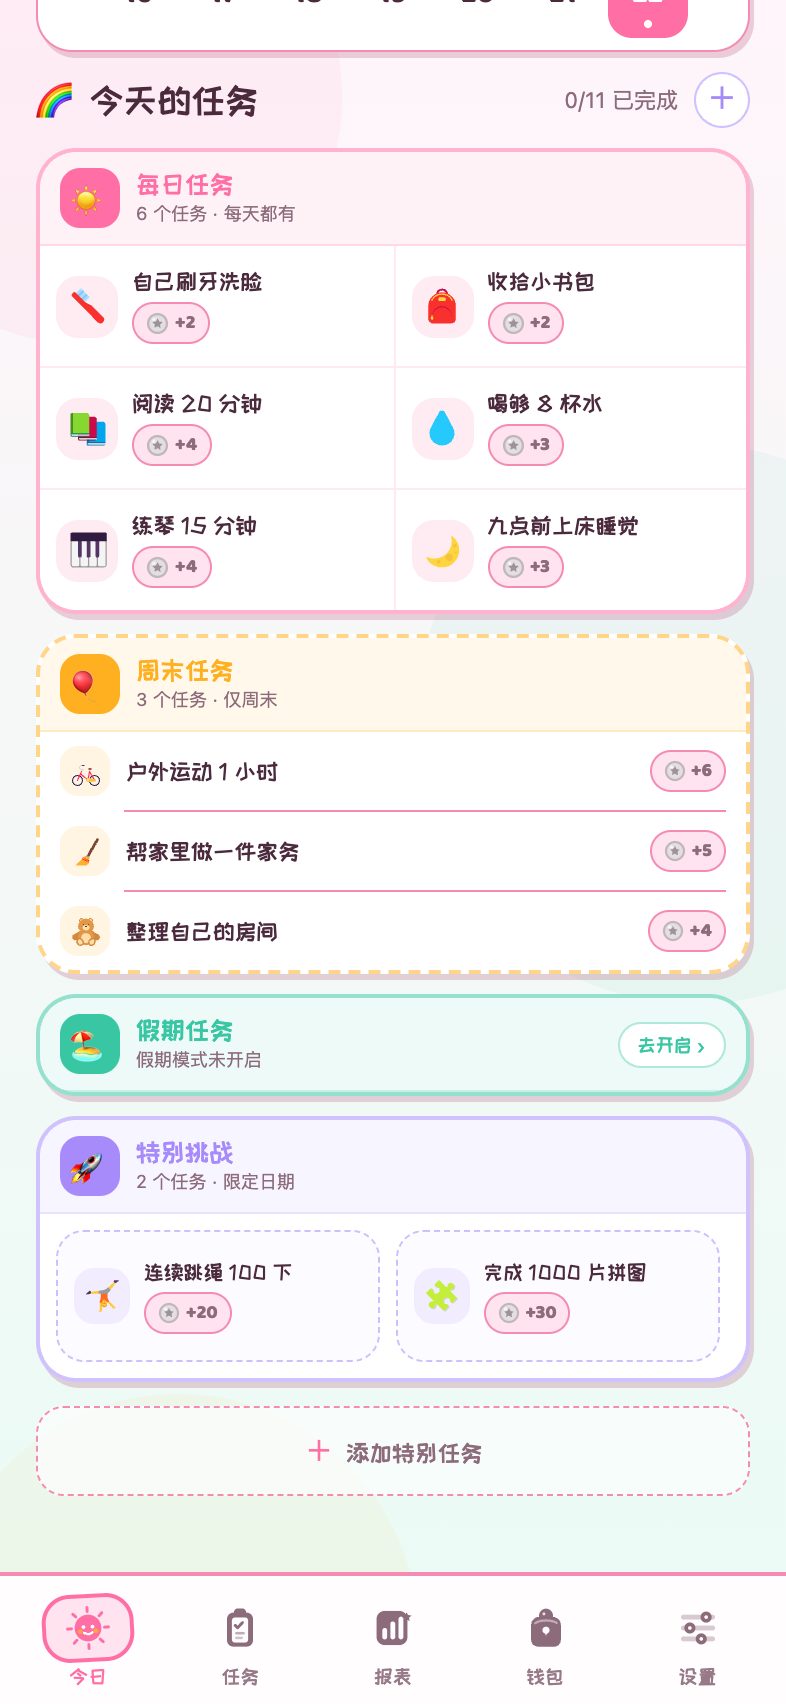 今天的任务
0/11 已完成
每日任务
6 个任务 · 每天都有
自己刷牙洗脸
+2
收拾小书包
+2
阅读 20 分钟
+4
喝够 8 杯水
+3
练琴 15 分钟
+4
九点前上床睡觉
+3
周末任务
3 个任务 · 仅周末
户外运动 1 小时
+6
帮家里做一件家务
+5
整理自己的房间
+4
假期任务
假期模式未开启
去开启 ›
特别挑战
2 个任务 · 限定日期
连续跳绳 100 下
+20
完成 1000 片拼图
+30
+ 添加特别任务
今日
任务
报表
钱包
设置